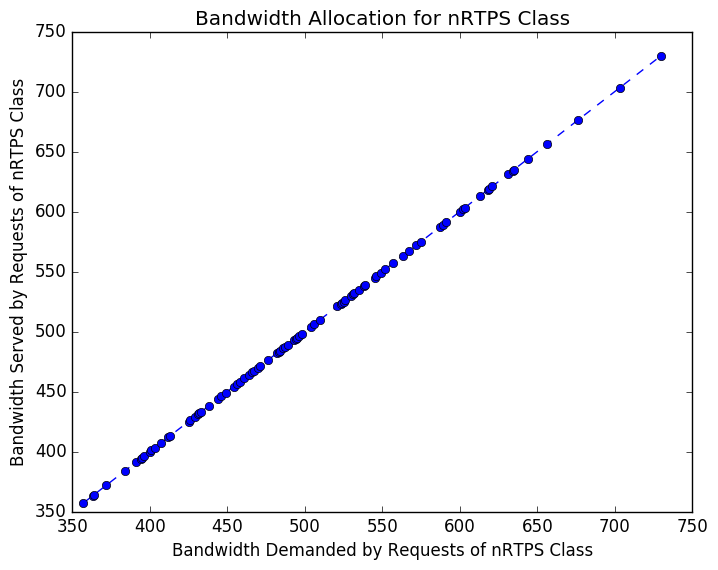 Bandwidth Allocation for nRTPS Class
750
700
650
600
550
500
450
400
350
Bandwidth Served by Requests of nRTPS Class
350 400 450 500 550 600 650 700 750
Bandwidth Demanded by Requests of nRTPS Class